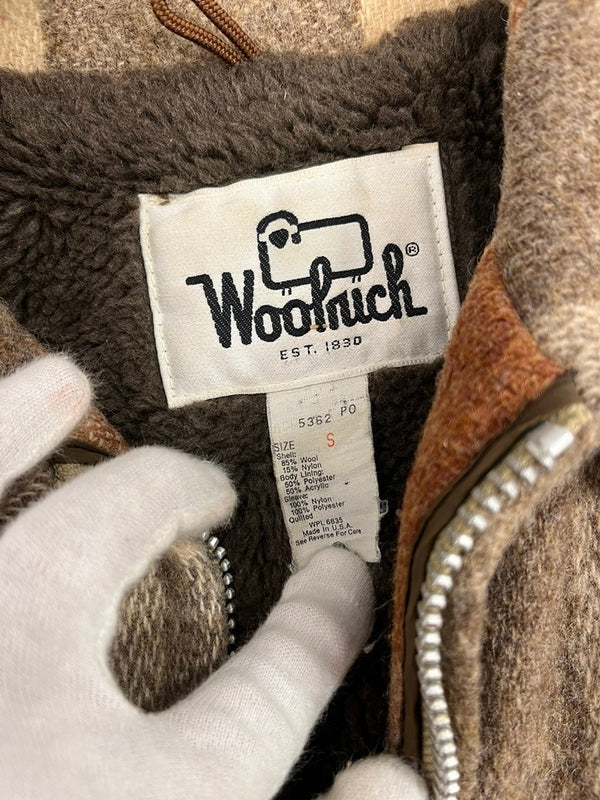 Woolrich®
EST. 1830
5362 PO
SIZE S
Shell:
85% Wool
15% Nylon
Body Lining:
50% Polyester
50% Acrylic
Sleeve:
100% Nylon
100% Polyester
Quilted
WPL 6635
Made In U.S.A.
See Reverse For Care